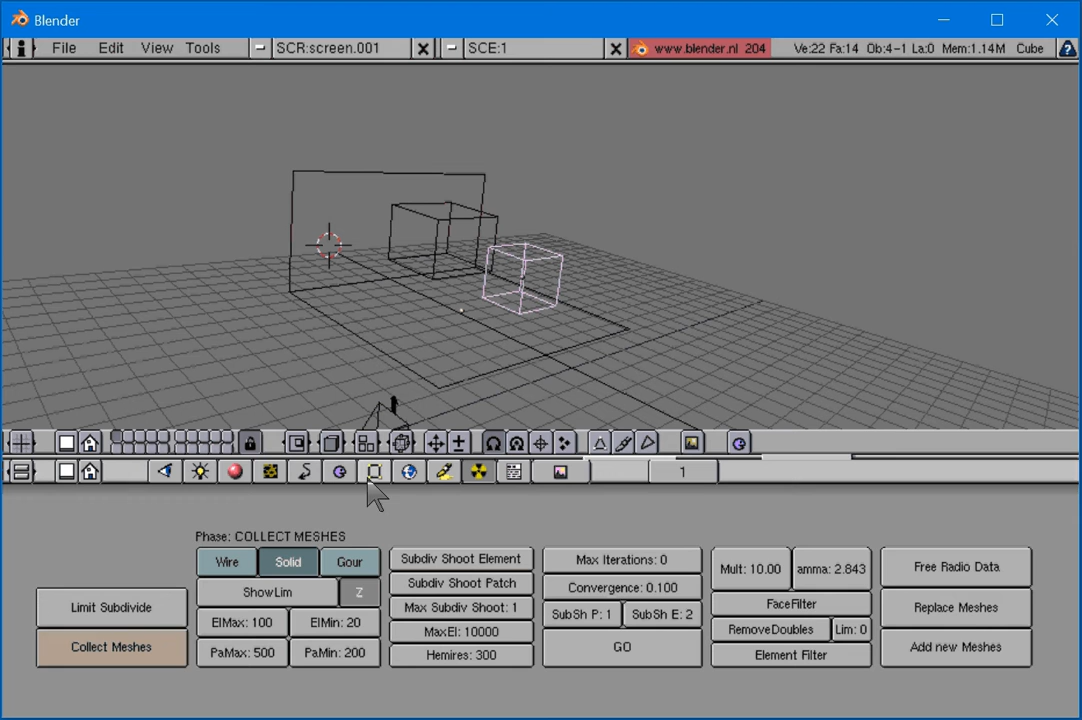 Blender
File Edit View Tools SCR:screen.001 SCE:1 www.blender.nl 204 Ve:22 Fa:14 Ob:4-1 La:0 Mem:1.14M Cube ?
1
Phase: COLLECT MESHES
Wire Solid Gour
ShowLim Z
ElMax: 100 ElMin: 20
PaMax: 500 PaMin: 200
Limit Subdivide
Collect Meshes
Subdiv Shoot Element
Subdiv Shoot Patch
Max Subdiv Shoot: 1
MaxEl: 10000
Hemires: 300
Max Iterations: 0
Convergence: 0.100
SubSh P: 1 SubSh E: 2
GO
Mult: 10.00 amma: 2.843
FaceFilter
RemoveDoubles Lim: 0
Element Filter
Free Radio Data
Replace Meshes
Add new Meshes